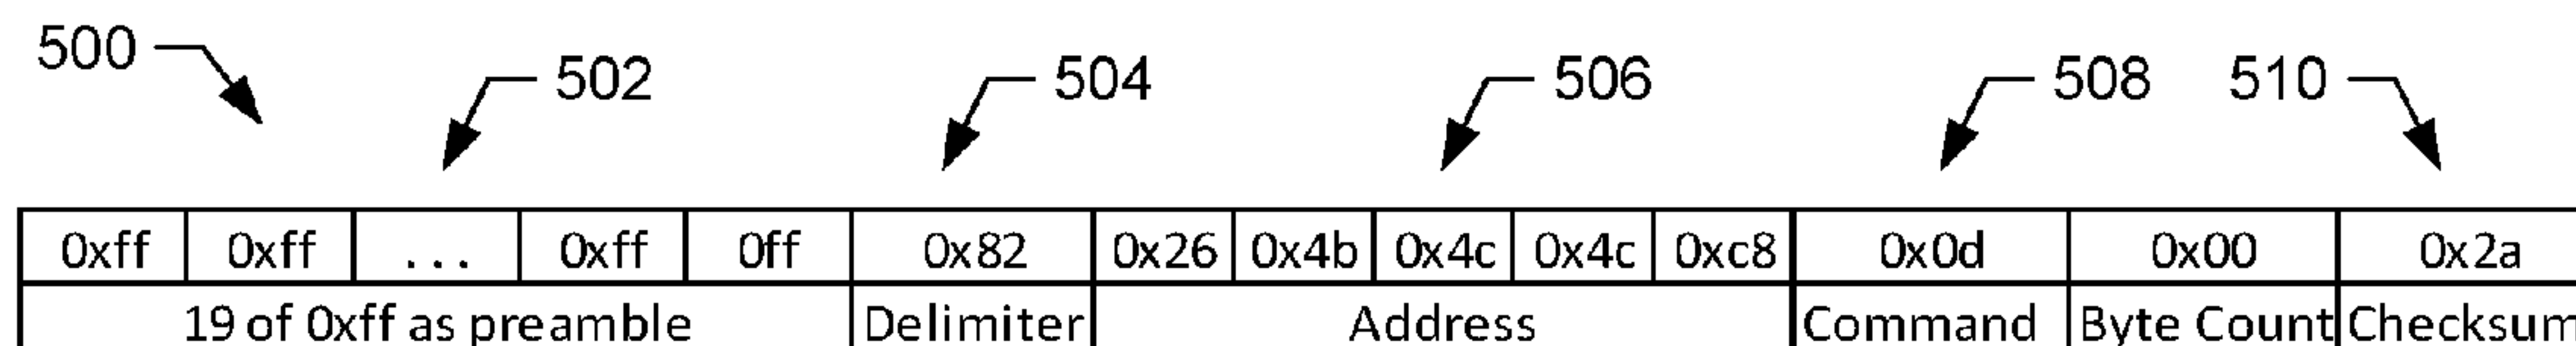 500 502 504 506 508 510
0xff 0xff ... 0xff 0ff 0x82 0x26 0x4b 0x4c 0x4c 0xc8 0x0d 0x00 0x2a
19 of 0xff as preamble Delimiter Address Command Byte Count Checksum